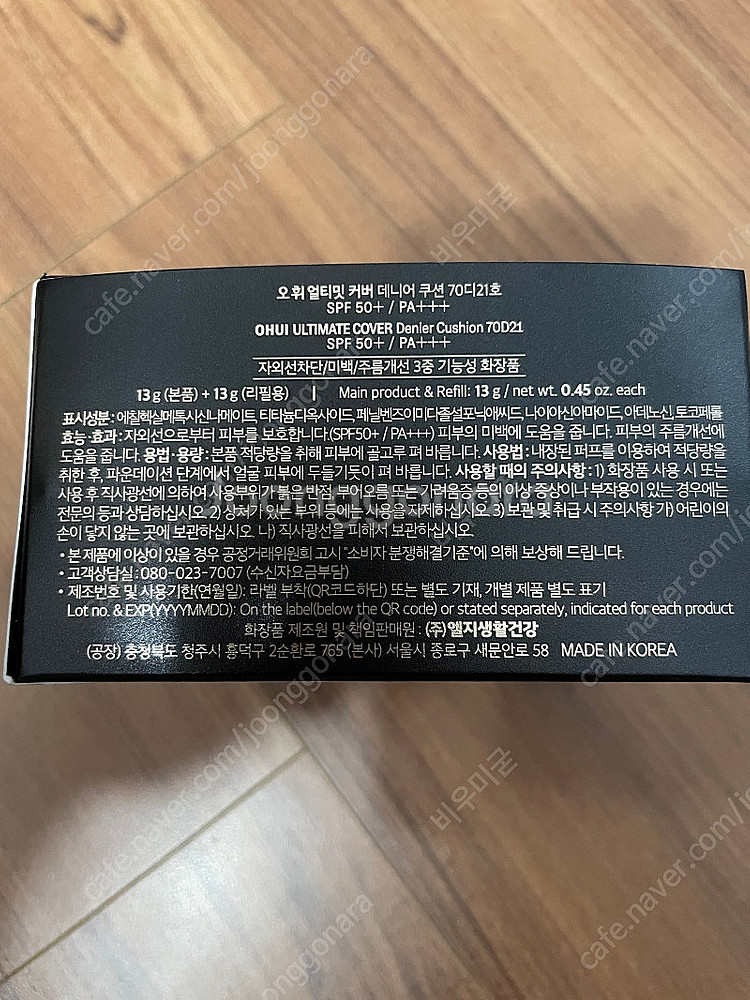 오휘 얼티밋 커버 데니어 쿠션 70디21호
SPF 50+ / PA+++
OHUI ULTIMATE COVER Denier Cushion 70D21
SPF 50+ / PA+++
자외선차단/미백/주름개선 3중 기능성 화장품
13 g (본품) + 13 g (리필용) | Main product & Refill: 13 g / net wt. 0.45 oz. each
표시성분 : 에칠헥실메톡시신나메이트, 티타늄디옥사이드, 페닐벤즈이미다졸설포닉애씨드, 나이아신아마이드, 아데노신, 토코페롤
효능·효과 : 자외선으로부터 피부를 보호합니다.(SPF50+ / PA+++) 피부의 미백에 도움을 줍니다. 피부의 주름개선에
도움을 줍니다. 용법·용량 : 본품 적당량을 취해 피부에 골고루 펴 바릅니다. 사용법 : 내장된 퍼프를 이용하여 적당량을
취한 후, 파운데이션 단계에서 얼굴 피부에 두들기듯이 펴 바릅니다. 사용할 때의 주의사항 : 1) 화장품 사용 시 또는
사용 후 직사광선에 의하여 사용부위가 붉은 반점, 부어오름 또는 가려움증 등의 이상 증상이나 부작용이 있는 경우에는
전문의 등과 상담하십시오 2) 상처가 있는 부위 등에는 사용을 자제하십시오 3) 보관 및 취급 시 주의사항 가) 어린이의
손이 닿지 않는 곳에 보관하십시오 나) 직사광선을 피해서 보관하십시오
• 본 제품에 이상이 있을 경우 공정거래위원회 고시 "소비자 분쟁해결기준"에 의해 보상해 드립니다.
• 고객상담실 : 080-023-7007 (수신자요금부담)
• 제조번호 및 사용기한(연월일): 라벨 부착(QR코드하단) 또는 별도 기재, 개별 제품 별도 표기
Lot no. & EXP(YYYYMMDD): On the label(below the QR code) or stated separately, indicated for each product
화장품 제조원 및 책임판매원 : (주)엘지생활건강
(공장) 충청북도 청주시 흥덕구 2순환로 765 (본사) 서울시 종로구 새문안로 58 MADE IN KOREA
cafe.naver.com/joonggonara
비우미굳
Joonggonara
cafe.naver.com/joonggonara
비우미굳